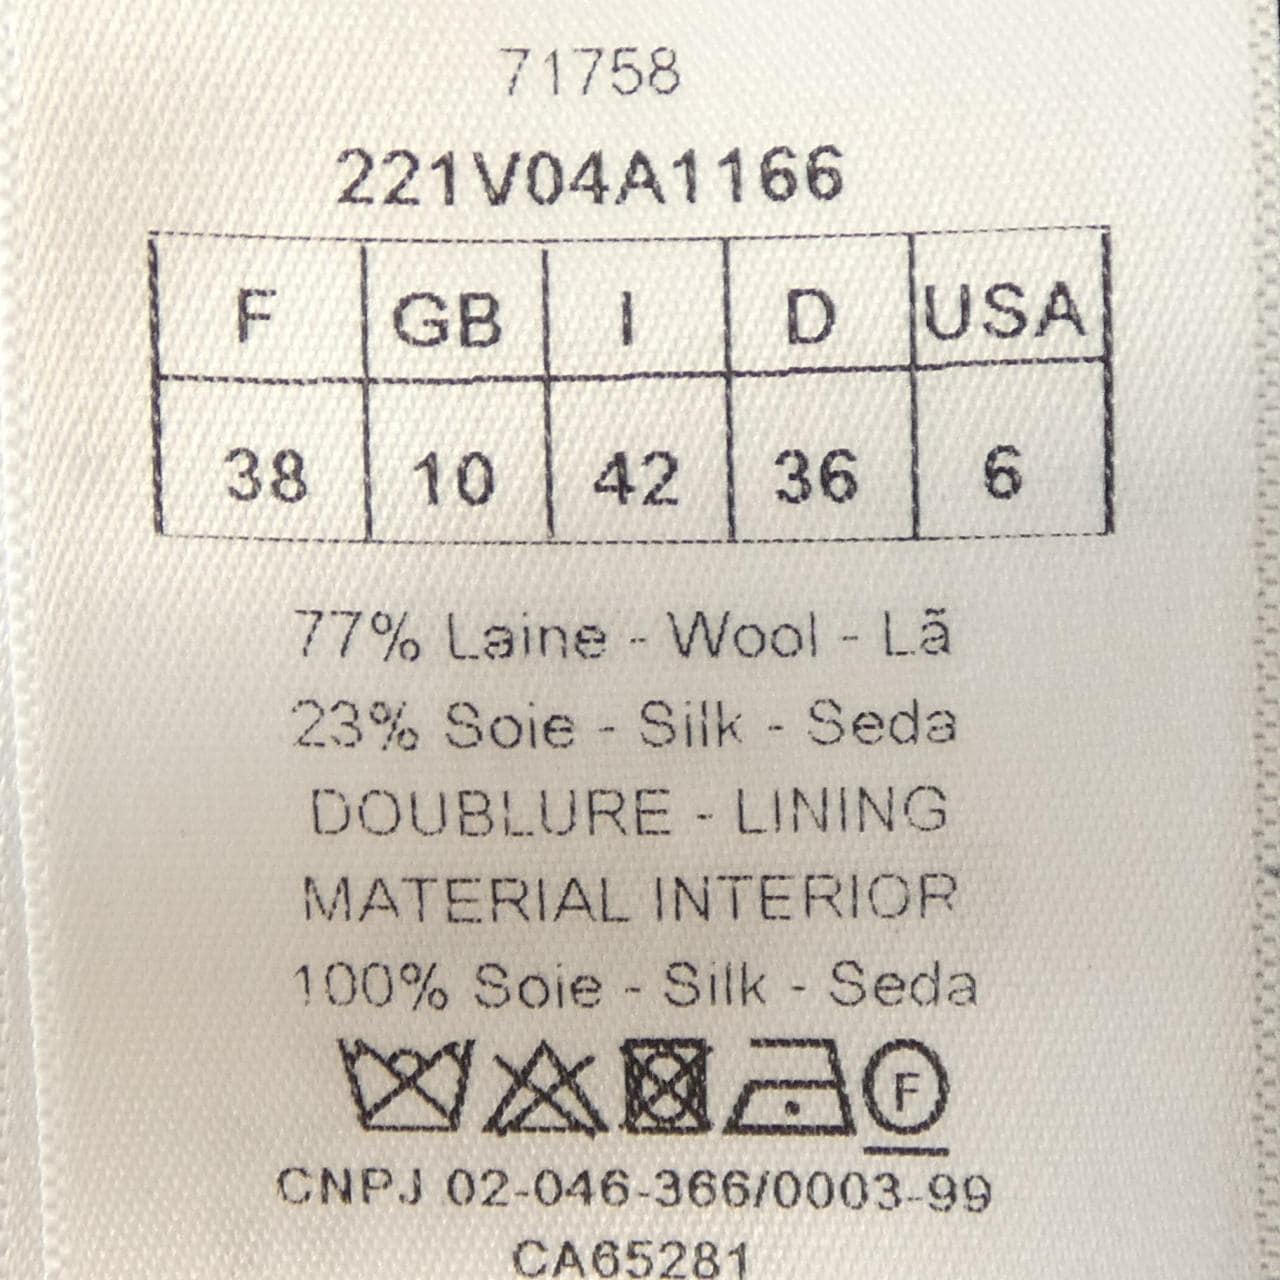 71758
221V04A1166
F GB I D USA
38 10 42 36 6
77% Laine - Wool - Lã
23% Soie - Silk - Seda
DOUBLURE - LINING
MATERIAL INTERIOR
100% Soie - Silk - Seda
F
CNPJ 02-046-366/0003-99
CA65281